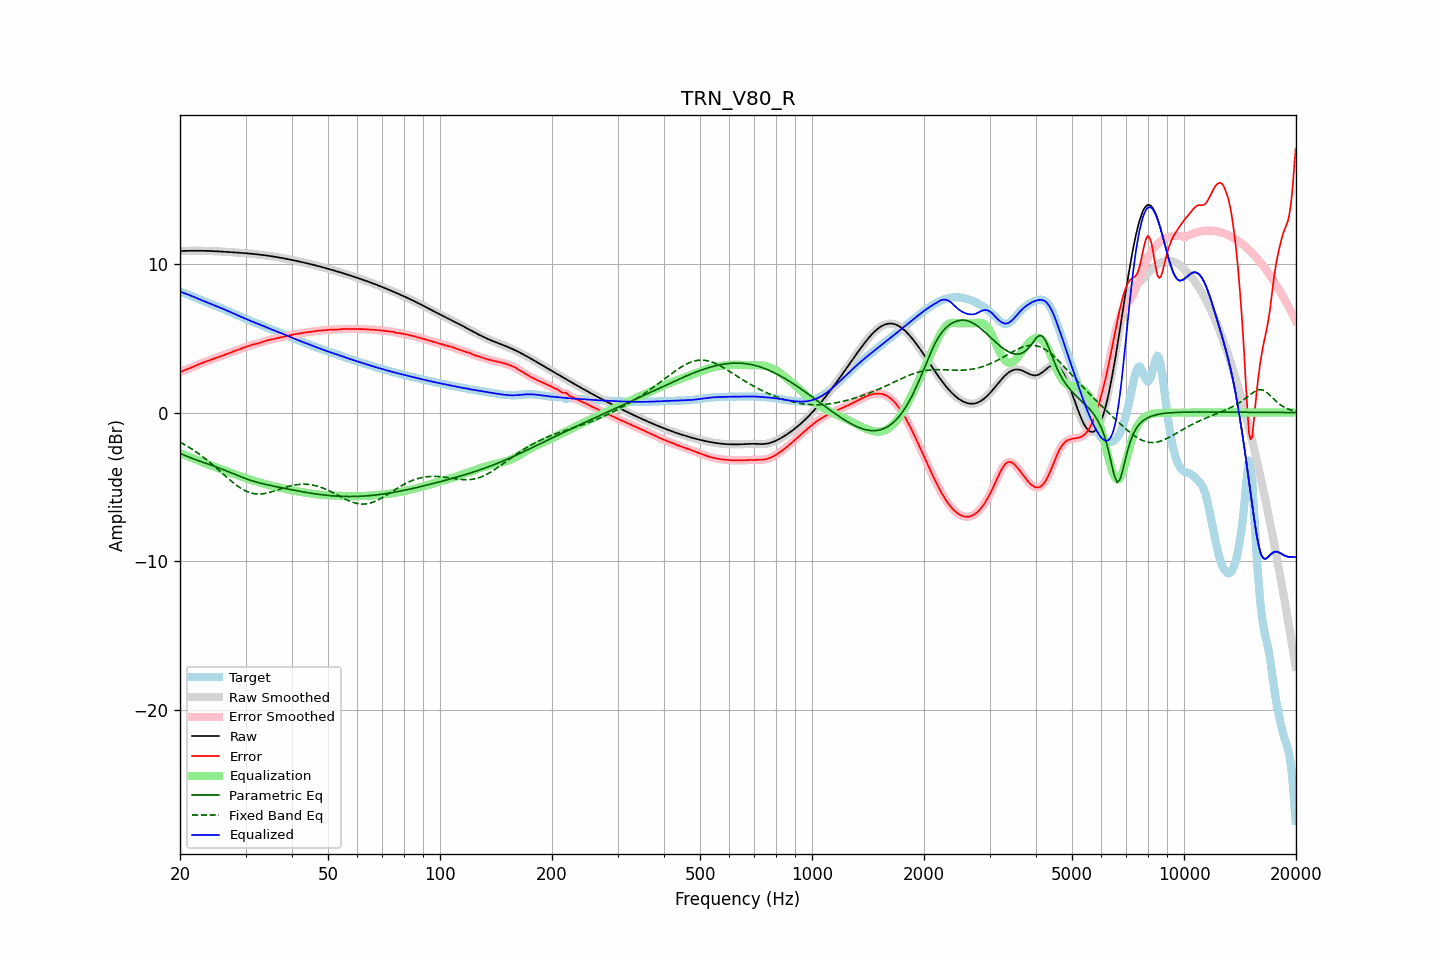 TRN_V80_R
Amplitude (dBr)
10
0
−10
−20
Target
Raw Smoothed
Error Smoothed
Raw
Error
Equalization
Parametric Eq
Fixed Band Eq
Equalized
20 50 100 200 500 1000 2000 5000 10000 20000
Frequency (Hz)